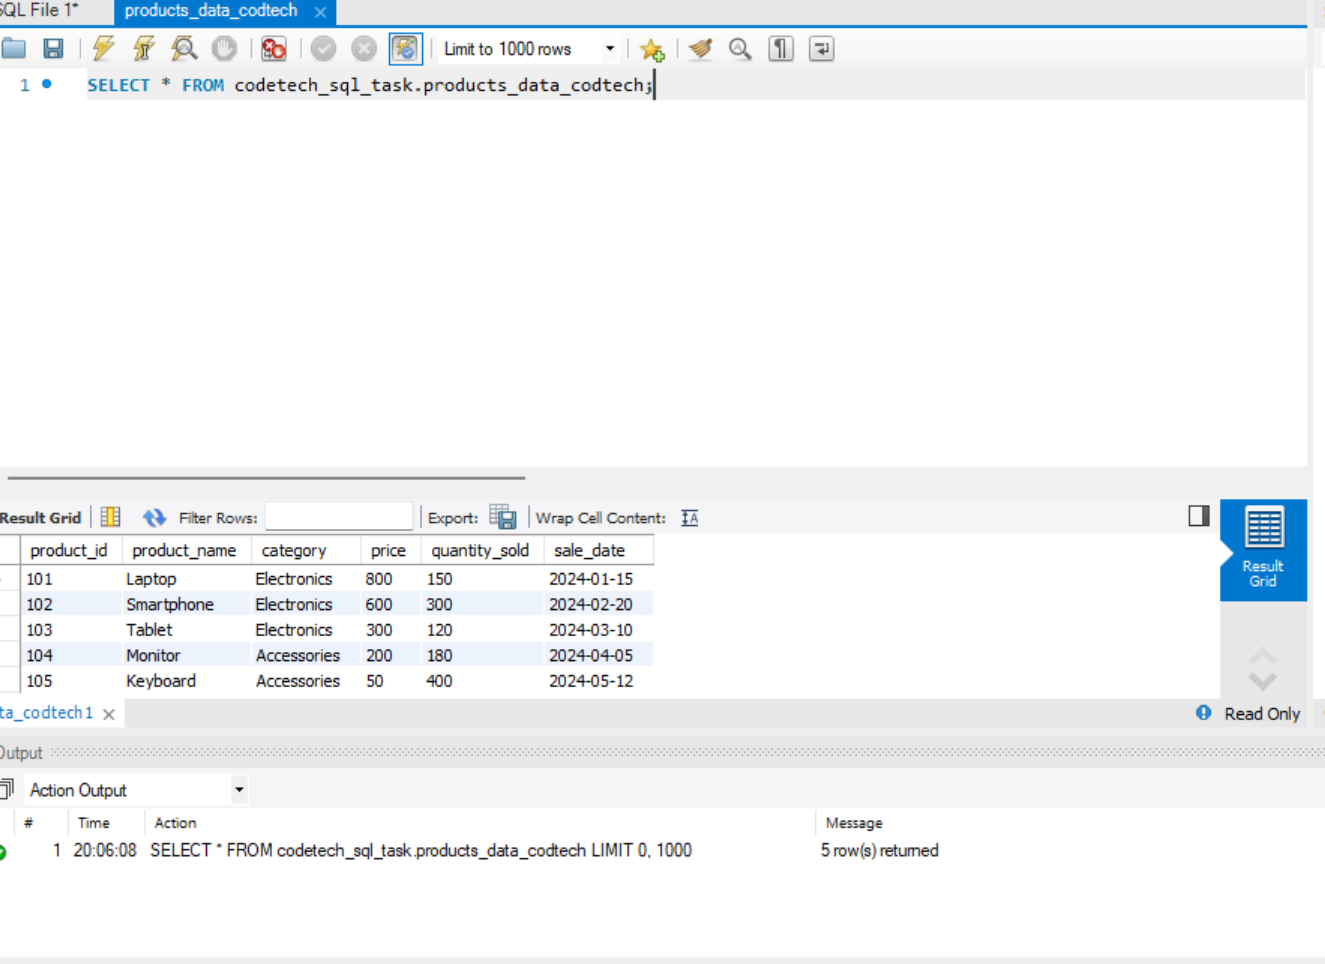 SQL File 1* products_data_codtech
Limit to 1000 rows
1 SELECT * FROM codetech_sql_task.products_data_codtech;
Result Grid Filter Rows: Export: Wrap Cell Content: IA
product_id product_name category price quantity_sold sale_date
101 Laptop Electronics 800 150 2024-01-15
102 Smartphone Electronics 600 300 2024-02-20
103 Tablet Electronics 300 120 2024-03-10
104 Monitor Accessories 200 180 2024-04-05
105 Keyboard Accessories 50 400 2024-05-12
Result
Grid
ta_codtech1 Read Only
Output
Action Output
# Time Action Message
1 20:06:08 SELECT * FROM codetech_sql_task.products_data_codtech LIMIT 0, 1000 5 row(s) returned